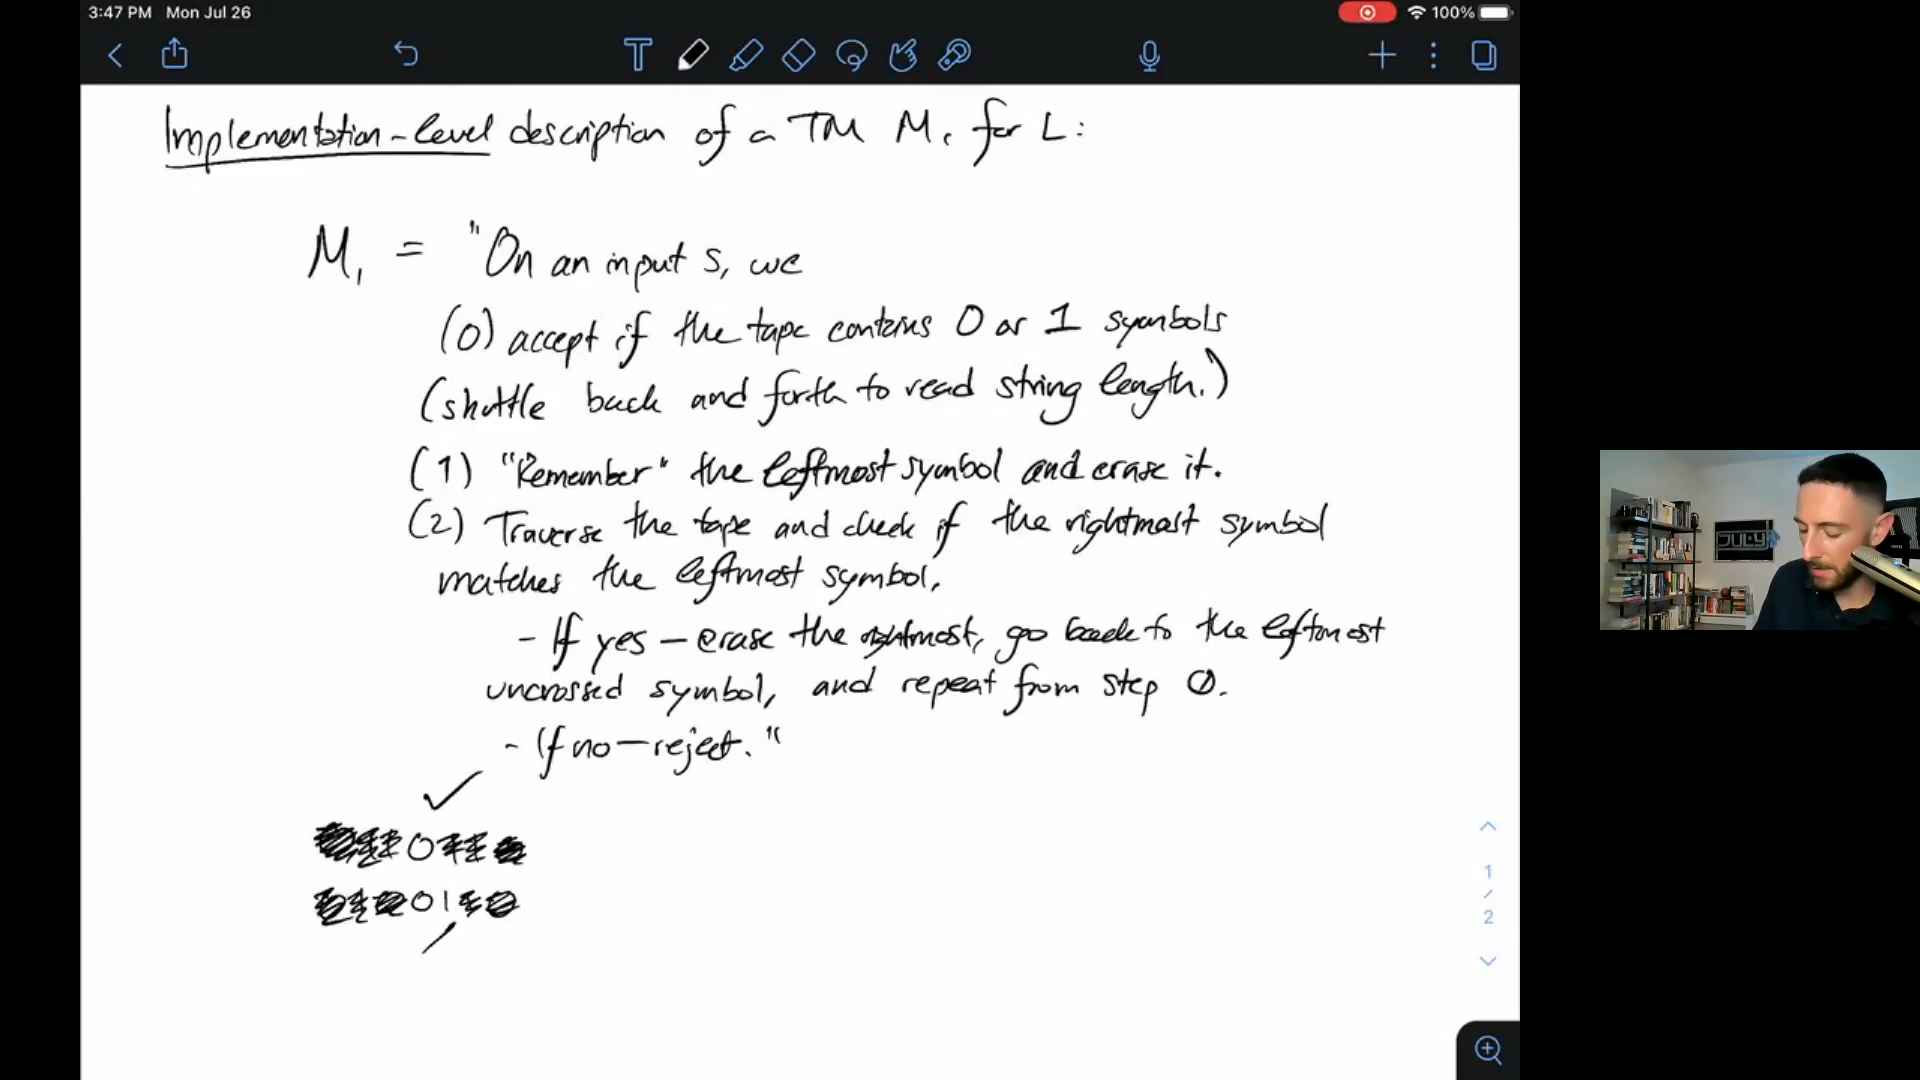 3:47 PM Mon Jul 26
100%
Implementation-level description of a TM M₁ for L:
M₁ = "On an input s, we
(0) accept if the tape contains 0 or 1 symbols
(shuttle back and forth to read string length.)
(1) "Remember" the leftmost symbol and erase it.
(2) Traverse the tape and check if the rightmost symbol
matches the leftmost symbol,
- If yes — erase the rightmost, go back to the leftmost
uncrossed symbol, and repeat from step 0.
- If no — reject."
✓
0
01
1
/
2
JULY